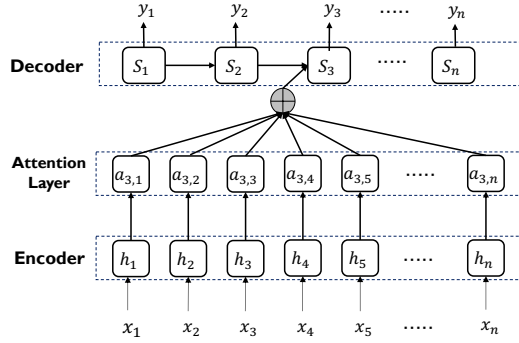 y₁ y₂ y₃ ..... yₙ
Decoder S₁ S₂ S₃ ..... Sₙ
Attention
Layer
a₃,₁ a₃,₂ a₃,₃ a₃,₄ a₃,₅ ..... a₃,ₙ
Encoder h₁ h₂ h₃ h₄ h₅ ..... hₙ
x₁ x₂ x₃ x₄ x₅ ..... xₙ